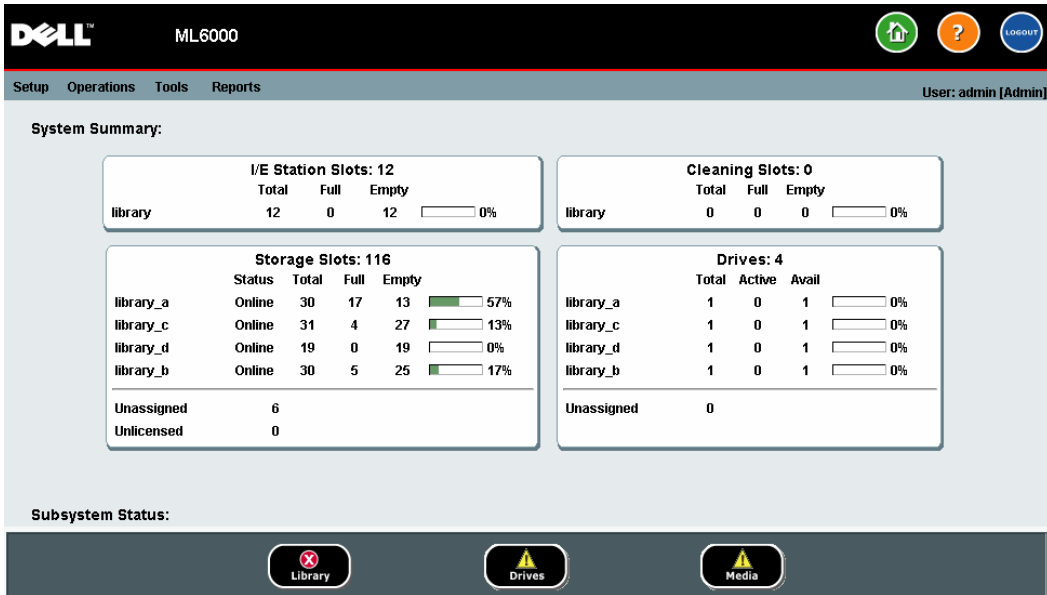 DELL™ ML6000 ? LOGOUT
Setup Operations Tools Reports User: admin [Admin]
System Summary:
I/E Station Slots: 12
Total Full Empty
library 12 0 12 0%
Cleaning Slots: 0
Total Full Empty
library 0 0 0 0%
Storage Slots: 116
Status Total Full Empty
library_a Online 30 17 13 57%
library_c Online 31 4 27 13%
library_d Online 19 0 19 0%
library_b Online 30 5 25 17%
Unassigned 6
Unlicensed 0
Drives: 4
Total Active Avail
library_a 1 0 1 0%
library_c 1 0 1 0%
library_d 1 0 1 0%
library_b 1 0 1 0%
Unassigned 0
Subsystem Status:
Library Drives Media